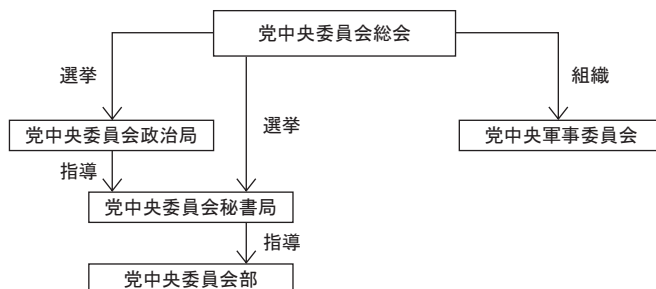 党中央委員会総会
選挙
組織
選挙
党中央委員会政治局
党中央軍事委員会
指導
党中央委員会秘書局
指導
党中央委員会部